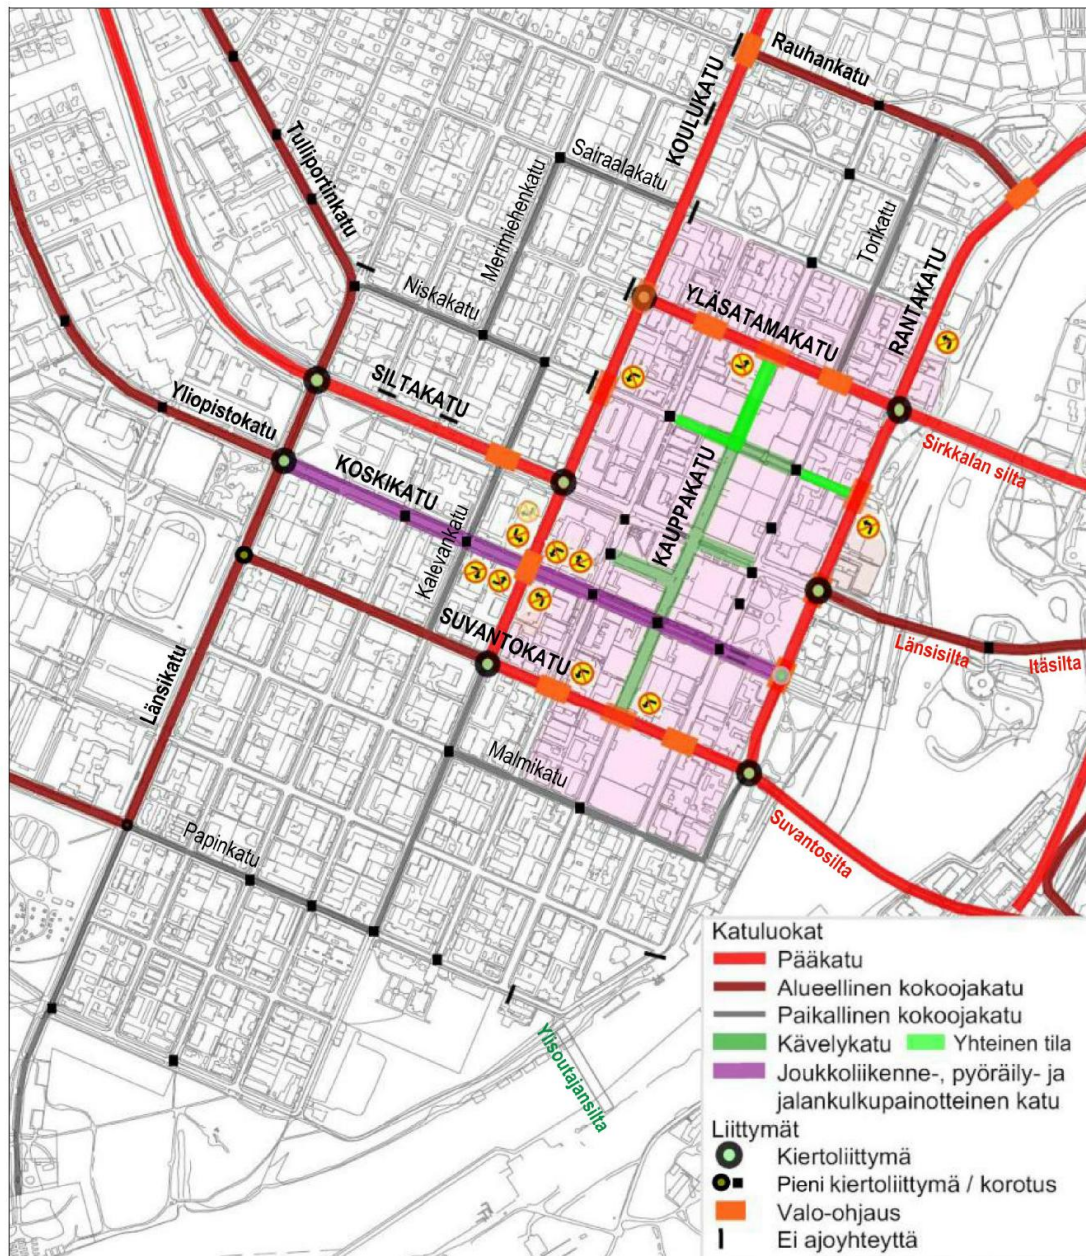 Rauhankatu
KOULUKATU
Tulliportinkatu
Sairaalakatu
Merimiehenkatu
Torikatu
RANTAKATU
Niskakatu
YLÄSATAMAKATU
SILTAKATU
Yliopistokatu
KOSKIKATU
KAUPPAKATU
Sirkkalan silta
Kalevankatu
SUVANTOKATU
Länsisilta
Itäsilta
Länsikatu
Malmikatu
Papinkatu
Suvantosilta
Ylisoutajansilta
Katuluokat
Pääkatu
Alueellinen kokoojakatu
Paikallinen kokoojakatu
Kävelykatu Yhteinen tila
Joukkoliikenne-, pyöräily- ja
jalankulkupainotteinen katu
Liittymät
Kiertoliittymä
Pieni kiertoliittymä / korotus
Valo-ohjaus
Ei ajoyhteyttä